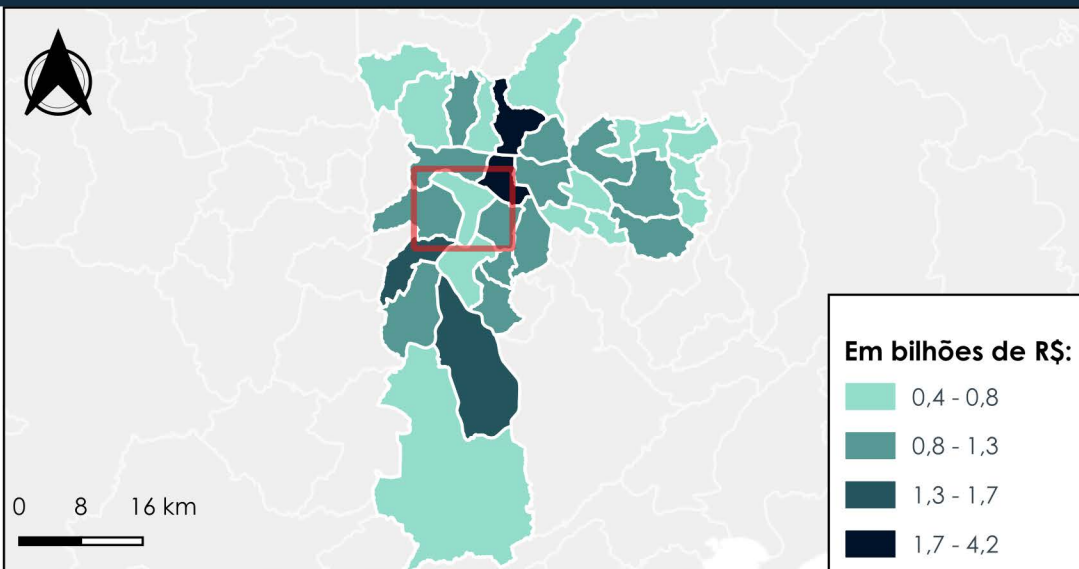 Em bilhões de R$:
0,4 - 0,8
0,8 - 1,3
1,3 - 1,7
1,7 - 4,2
0 8 16 km